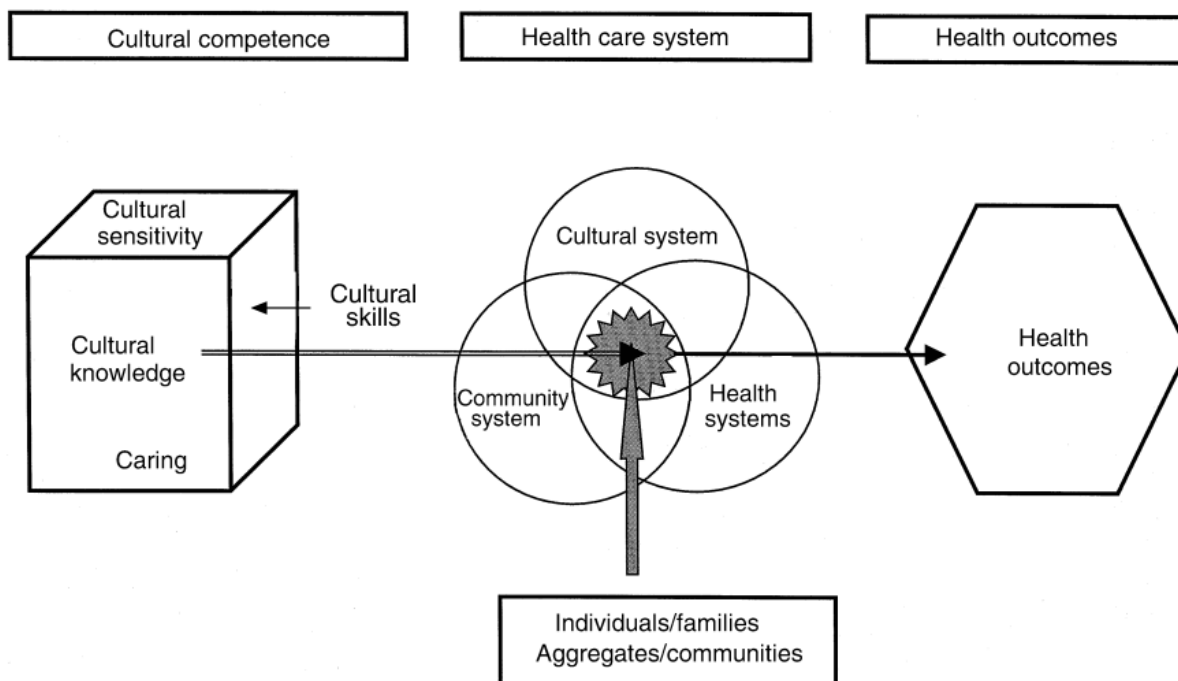 Cultural competence
Health care system
Health outcomes
Cultural
sensitivity
Cultural
skills
Cultural
knowledge
Caring
Cultural system
Community
system
Health
systems
Health
outcomes
Individuals/families
Aggregates/communities